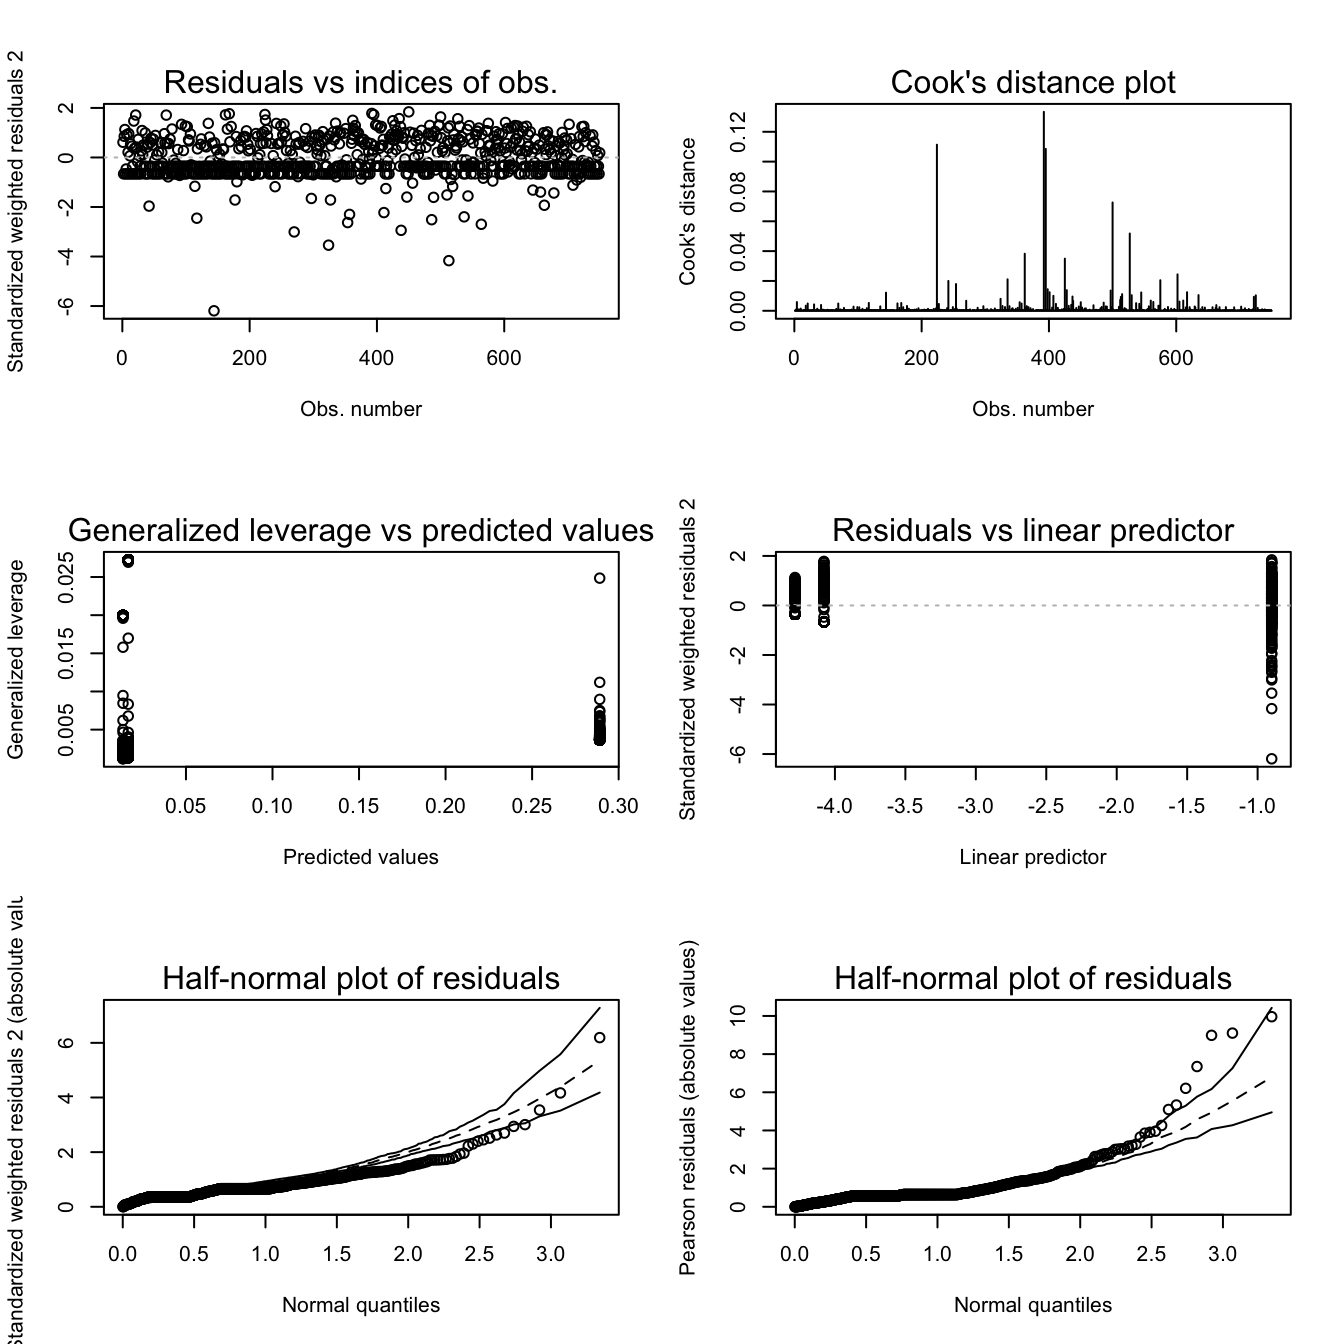 Residuals vs indices of obs.
Standardized weighted residuals 2
2
0
-2
-4
-6
0 200 400 600
Obs. number
Cook's distance plot
Cook's distance
0.12
0.08
0.04
0.00
0 200 400 600
Obs. number
Generalized leverage vs predicted values
Generalized leverage
0.025
0.015
0.005
0.05 0.10 0.15 0.20 0.25 0.30
Predicted values
Residuals vs linear predictor
Standardized weighted residuals 2
2
0
-2
-4
-6
-4.0 -3.5 -3.0 -2.5 -2.0 -1.5 -1.0
Linear predictor
Half-normal plot of residuals
Standardized weighted residuals 2 (absolute
6
4
2
0
0.0 0.5 1.0 1.5 2.0 2.5 3.0
Normal quantiles
Half-normal plot of residuals
Pearson residuals (absolute values)
10
8
6
4
2
0
0.0 0.5 1.0 1.5 2.0 2.5 3.0
Normal quantiles